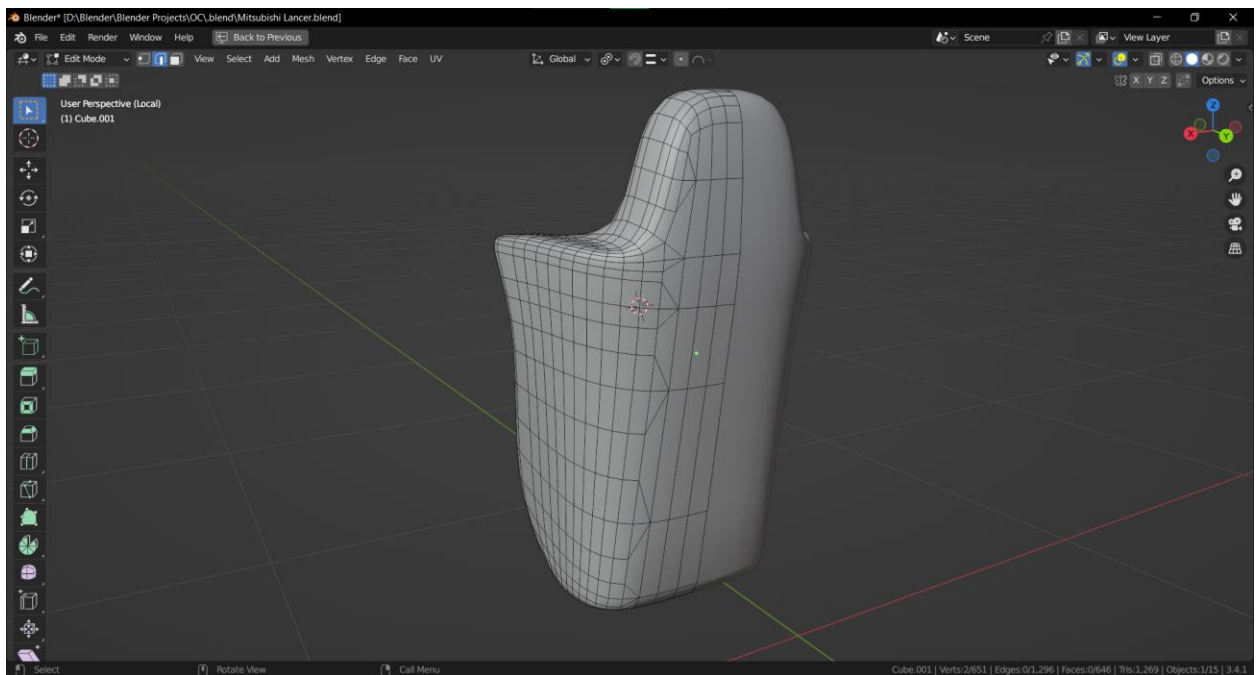 Blender* [D:\Blender\Blender Projects\OC\.blend\Mitsubishi Lancer.blend]
File Edit Render Window Help Back to Previous Scene View Layer
Edit Mode View Select Add Mesh Vertex Edge Face UV Global
X Y Z Options
User Perspective (Local)
(1) Cube.001
Z
X
Y
Select Rotate View Call Menu Cube.001 | Verts:2/651 | Edges:0/1,296 | Faces:0/646 | Tris:1,269 | Objects:1/15 | 3.4.1